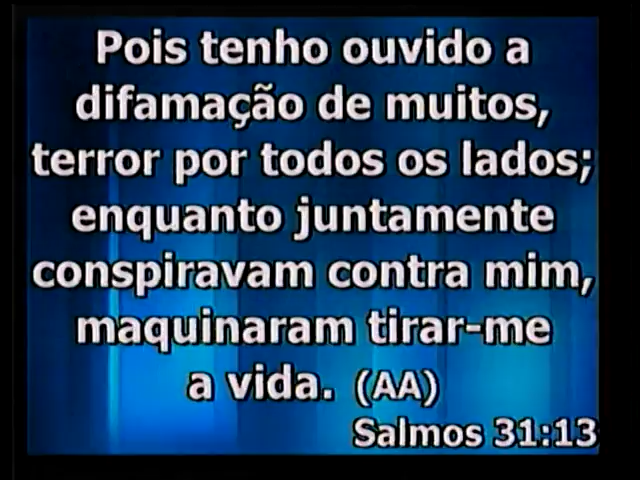 Pois tenho ouvido a
difamação de muitos,
terror por todos os lados;
enquanto juntamente
conspiravam contra mim,
maquinaram tirar-me
a vida. (AA)
Salmos 31:13